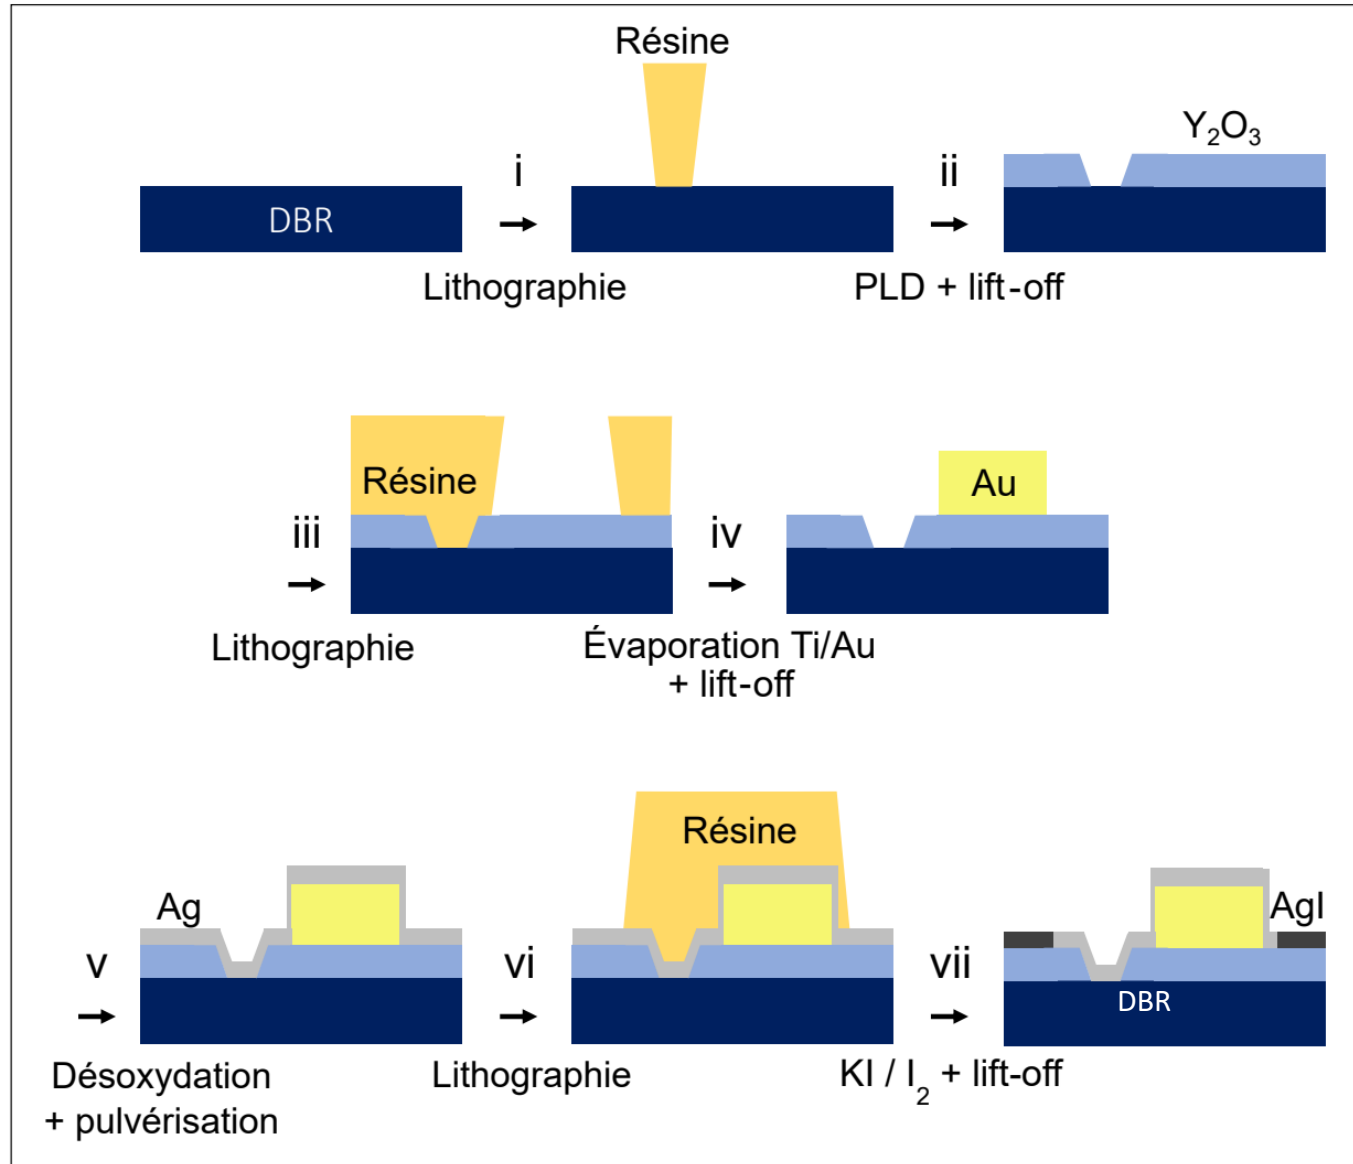 Résine
Y₂O₃
i
ii
DBR
Lithographie
PLD + lift-off
Résine
Au
iii
iv
Lithographie
Évaporation Ti/Au
+ lift-off
Résine
Ag
AgI
v
vi
vii
DBR
Désoxydation
+ pulvérisation
Lithographie
KI / I₂ + lift-off